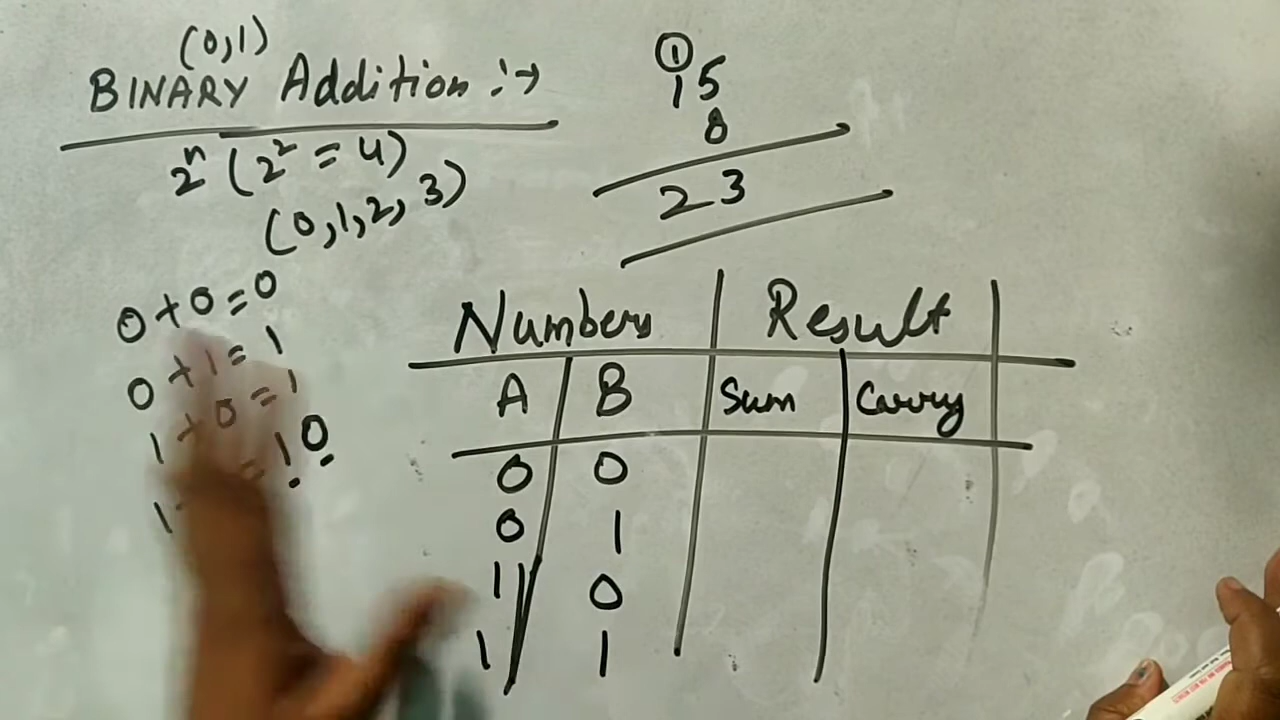 (0,1)
BINARY Addition :→
2ⁿ (2² = 4)
(0,1,2,3)
0+0=0
0+1=1
1+0=1
1 = 10
1
15
8
23
Numbers Result
A B Sum Carry
0 0
0 1
1 0
1 1